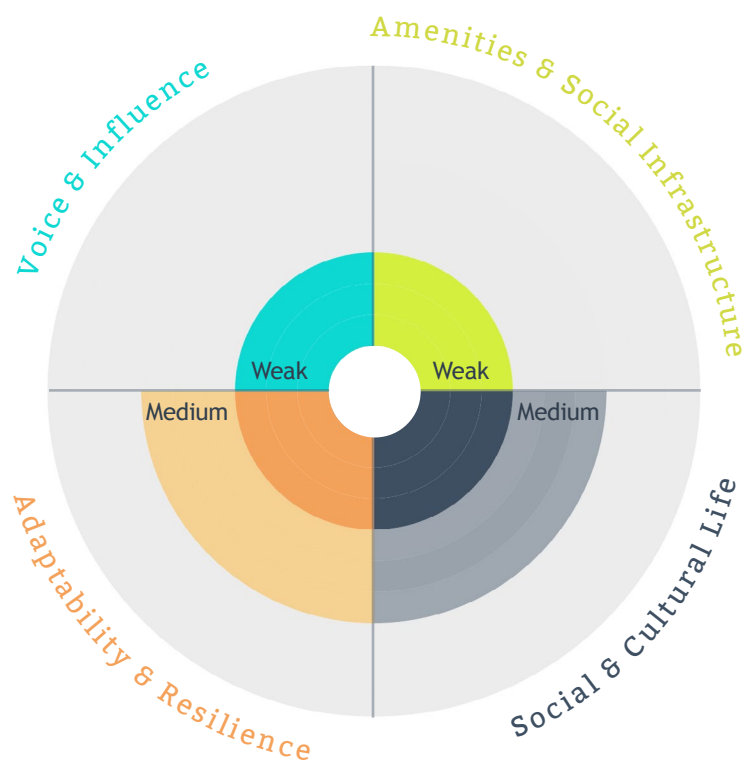 Voice & Influence
Amenities & Social Infrastructure
Weak
Weak
Medium
Medium
Adaptability & Resilience
Social & Cultural Life